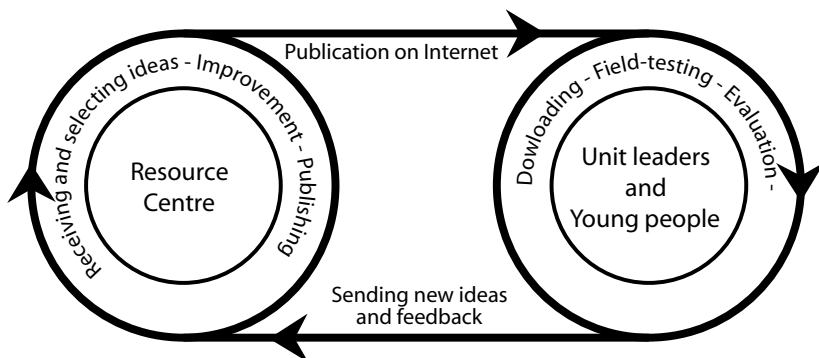 Publication on Internet
Receiving and selecting ideas - Improvement - Publishing
Resource
Centre
Dowloading - Field-testing - Evaluation -
Unit leaders
and
Young people
Sending new ideas
and feedback